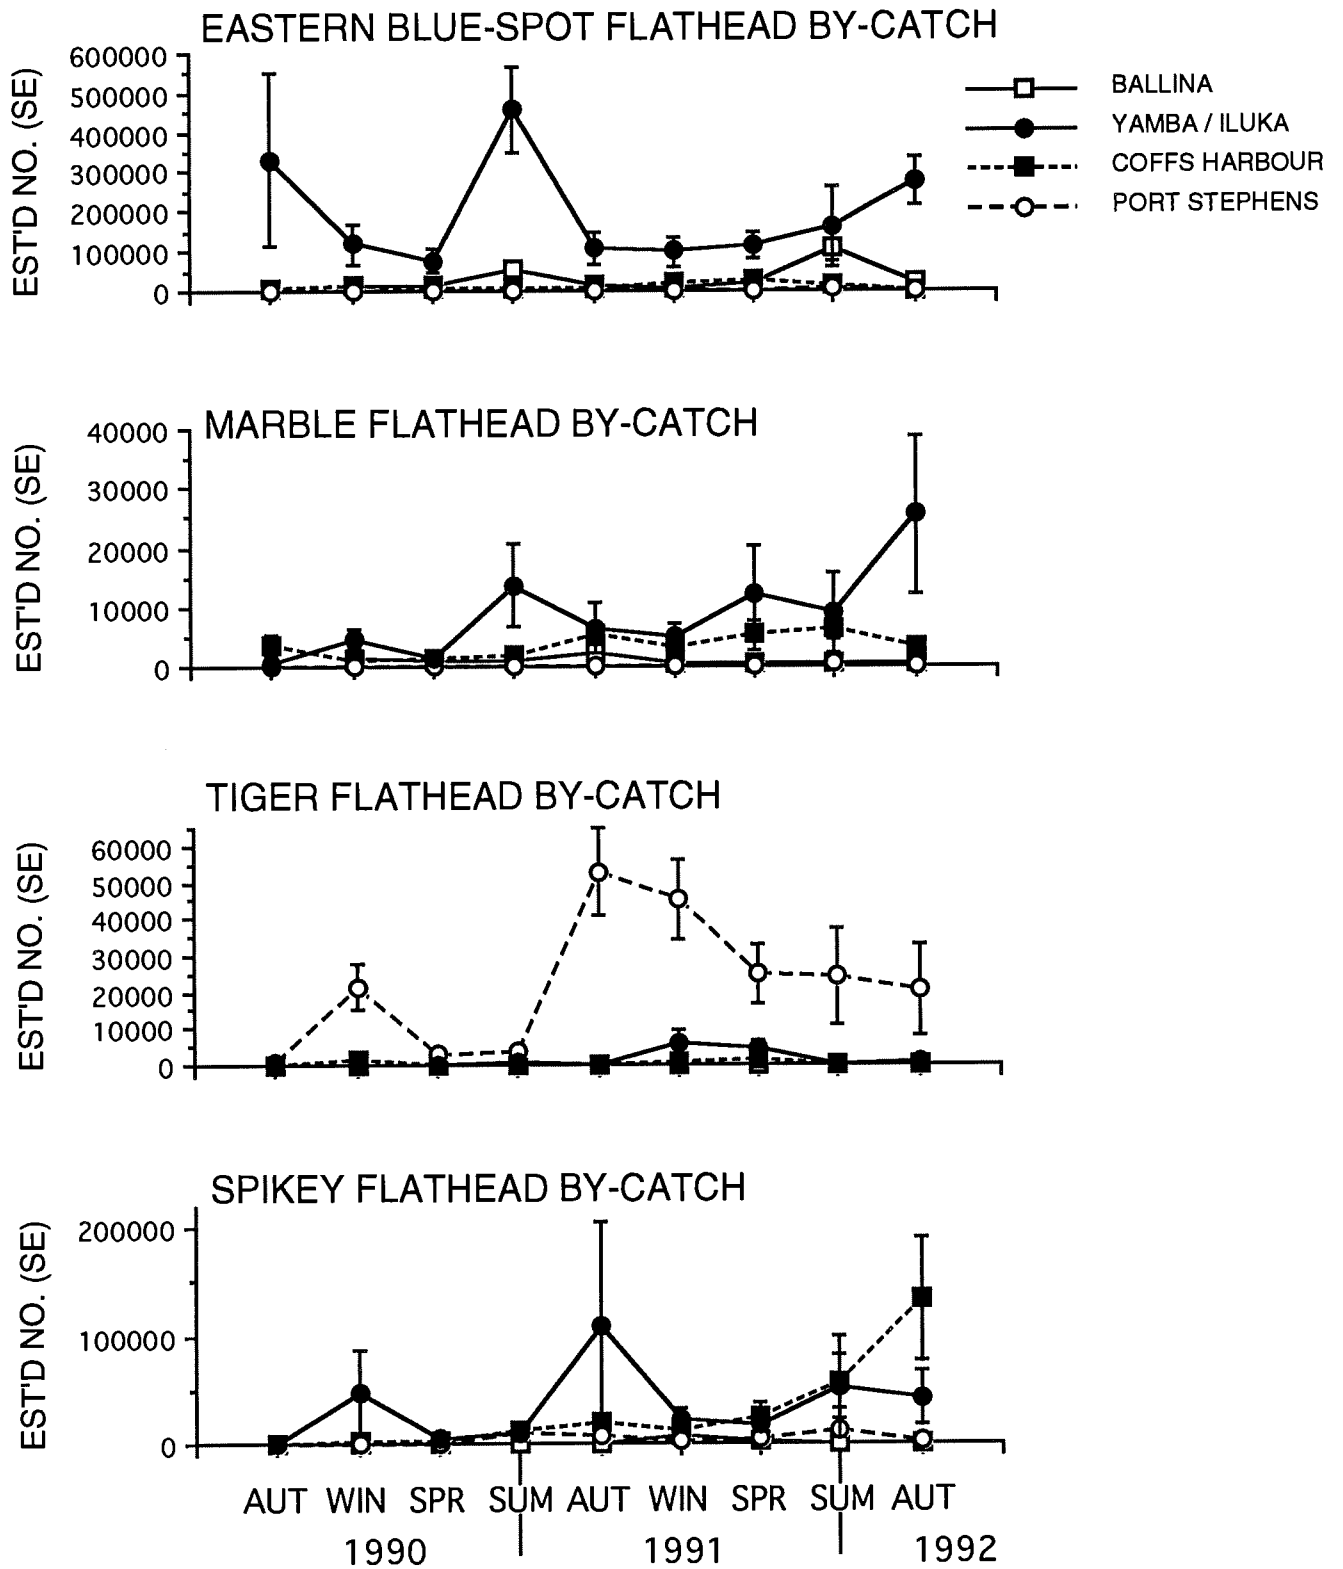 EASTERN BLUE-SPOT FLATHEAD BY-CATCH
EST'D NO. (SE)
600000
500000
400000
300000
200000
100000
0
BALLINA
YAMBA / ILUKA
COFFS HARBOUR
PORT STEPHENS
MARBLE FLATHEAD BY-CATCH
EST'D NO. (SE)
40000
30000
20000
10000
0
TIGER FLATHEAD BY-CATCH
EST'D NO. (SE)
60000
50000
40000
30000
20000
10000
0
SPIKEY FLATHEAD BY-CATCH
EST'D NO. (SE)
200000
100000
0
AUT WIN SPR SUM AUT WIN SPR SUM AUT
1990 1991 1992